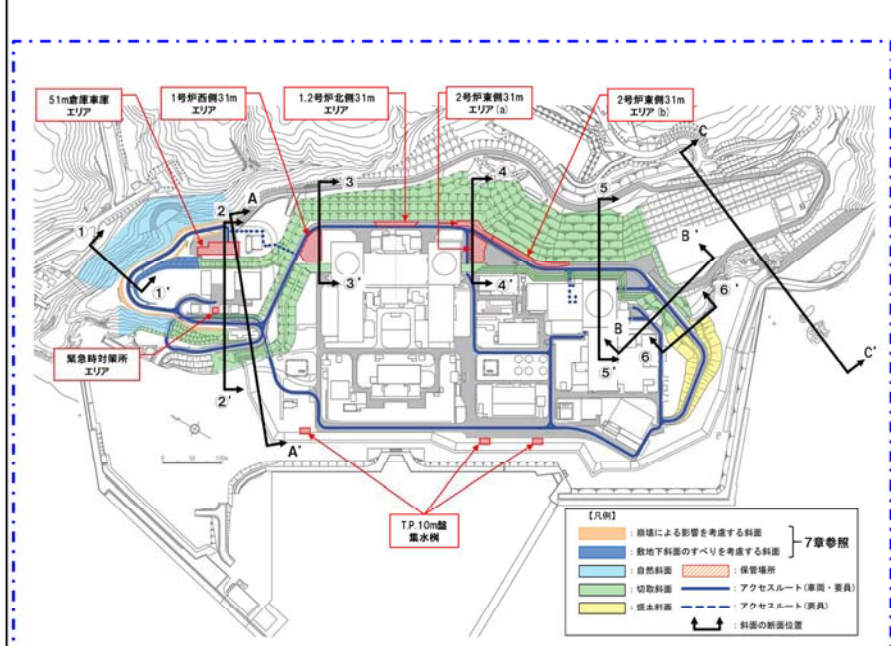 51m倉庫車庫
エリア
1号炉西側31m
エリア
1,2号炉北側31m
エリア
2号炉東側31m
エリア(a)
2号炉東側31m
エリア(b)
C
3
4
5
A
2
1
B'
①'
③'
④'
⑥'
B
6
緊急時対策所
エリア
⑤'
C'
②'
A'
0 50 100m
P
T.P.10m盤
集水桝
【凡例】
:崩壊による影響を考慮する斜面
:敷地下斜面のすべりを考慮する斜面
7章参照
:自然斜面
:保管場所
:切取斜面
:アクセスルート(車両・要員)
:盛土斜面
:アクセスルート(要員)
:斜面の断面位置